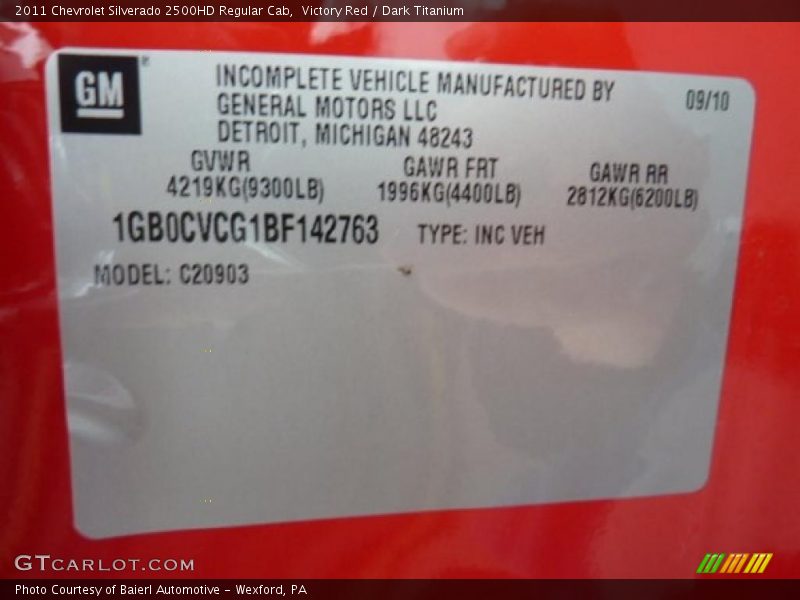 2011 Chevrolet Silverado 2500HD Regular Cab, Victory Red / Dark Titanium
GM
INCOMPLETE VEHICLE MANUFACTURED BY
GENERAL MOTORS LLC
DETROIT, MICHIGAN 48243
09/10
GVWR GAWR FRT GAWR RR
4219KG(9300LB) 1996KG(4400LB) 2812KG(6200LB)
1GB0CVCG1BF142763 TYPE: INC VEH
MODEL: C20903
GTCARLOT.COM
Photo Courtesy of Baierl Automotive - Wexford, PA